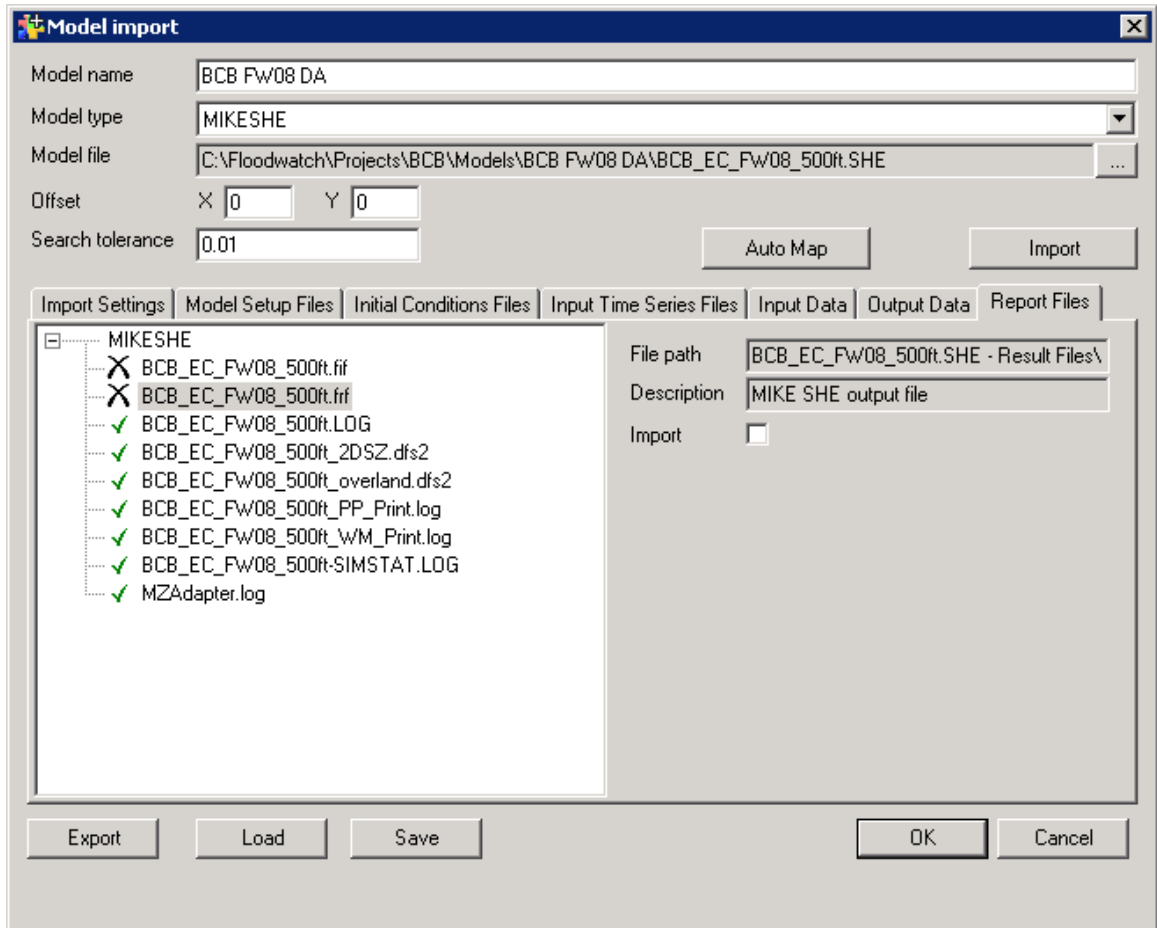 Model import
Model name BCB FW08 DA
Model type MIKESHE
Model file C:\Floodwatch\Projects\BCB\Models\BCB FW08 DA\BCB_EC_FW08_500ft.SHE ...
Offset X 0 Y 0
Search tolerance 0.01 Auto Map Import
Import Settings Model Setup Files Initial Conditions Files Input Time Series Files Input Data Output Data Report Files
MIKESHE
BCB_EC_FW08_500ft.fif
BCB_EC_FW08_500ft.frf
BCB_EC_FW08_500ft.LOG
BCB_EC_FW08_500ft_2DSZ.dfs2
BCB_EC_FW08_500ft_overland.dfs2
BCB_EC_FW08_500ft_PP_Print.log
BCB_EC_FW08_500ft_WM_Print.log
BCB_EC_FW08_500ft-SIMSTAT.LOG
MZAdapter.log
File path BCB_EC_FW08_500ft.SHE - Result Files\
Description MIKE SHE output file
Import
Export Load Save OK Cancel